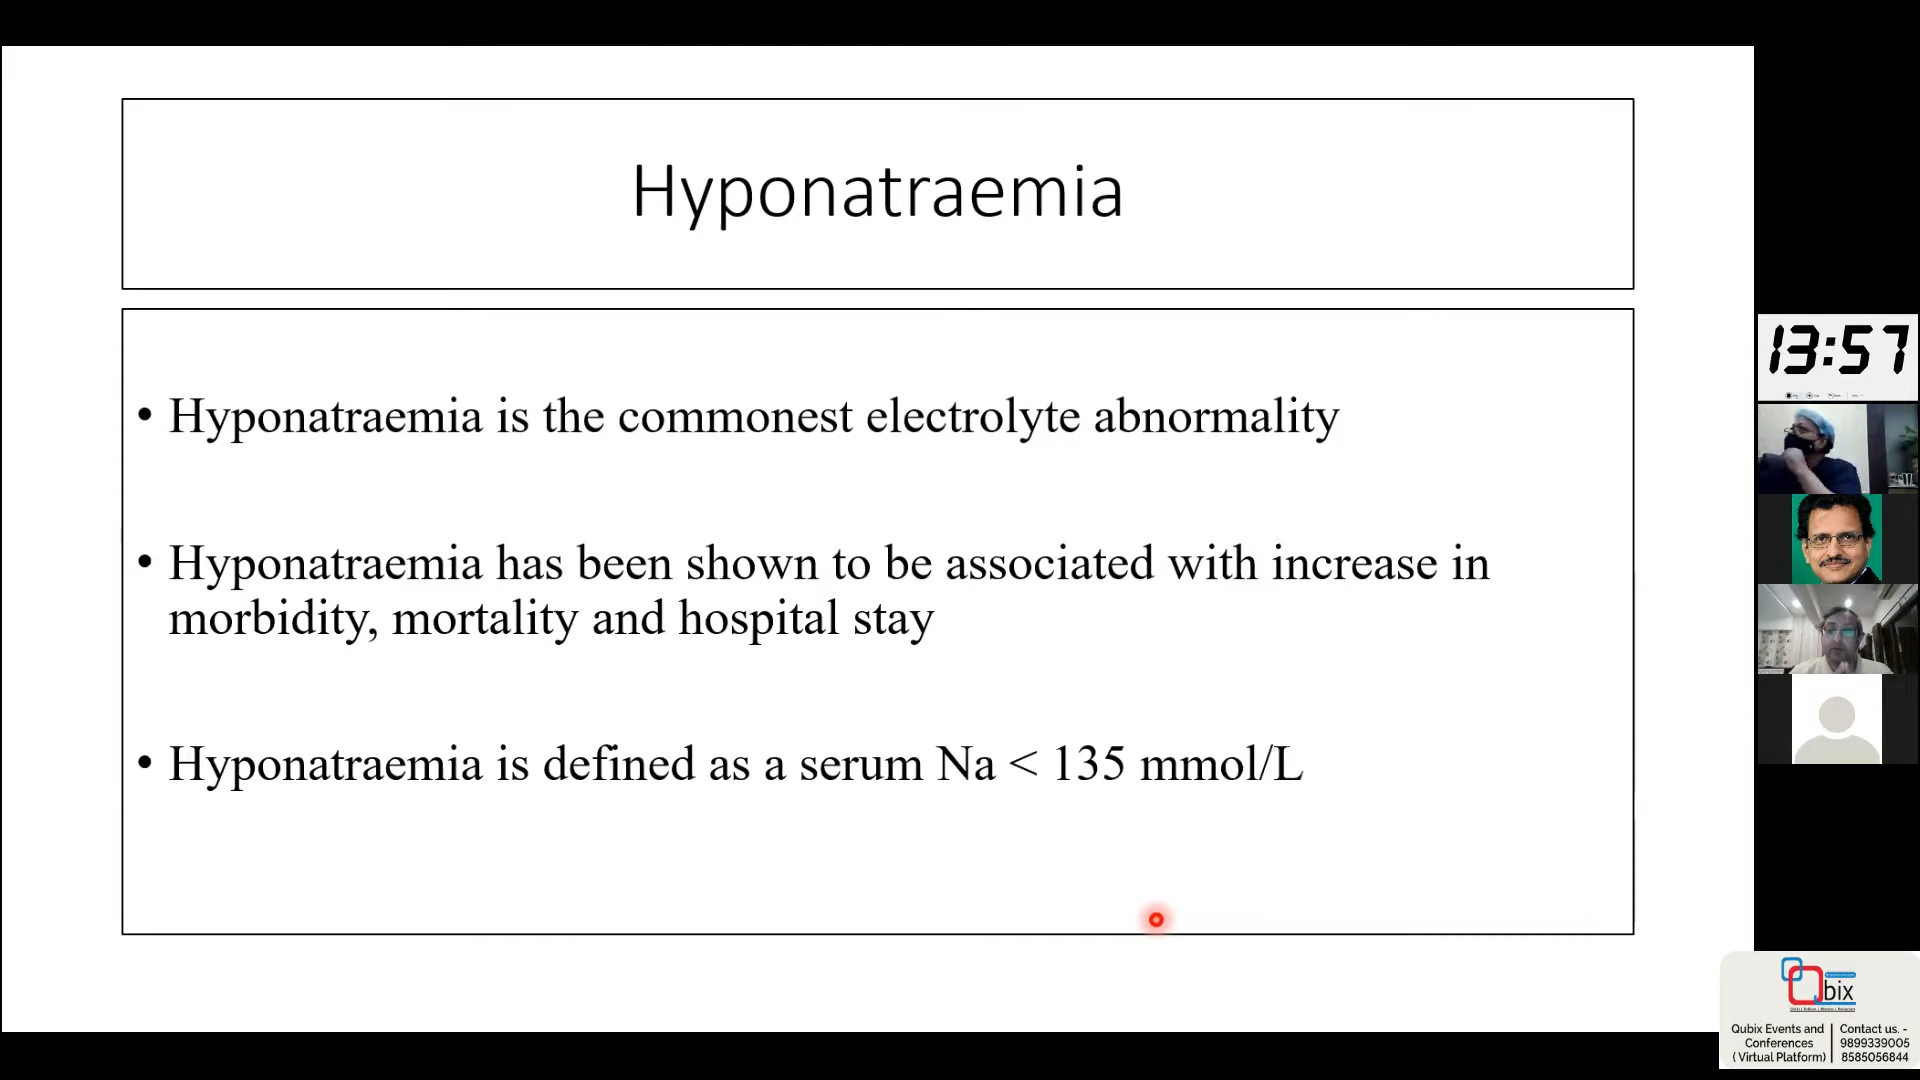 Hyponatraemia
• Hyponatraemia is the commonest electrolyte abnormality
• Hyponatraemia has been shown to be associated with increase in
morbidity, mortality and hospital stay
• Hyponatraemia is defined as a serum Na < 135 mmol/L
13:57
Qbix
Qubix Events and
Conferences
( Virtual Platform)
Contact us. -
9899339005
8585056844